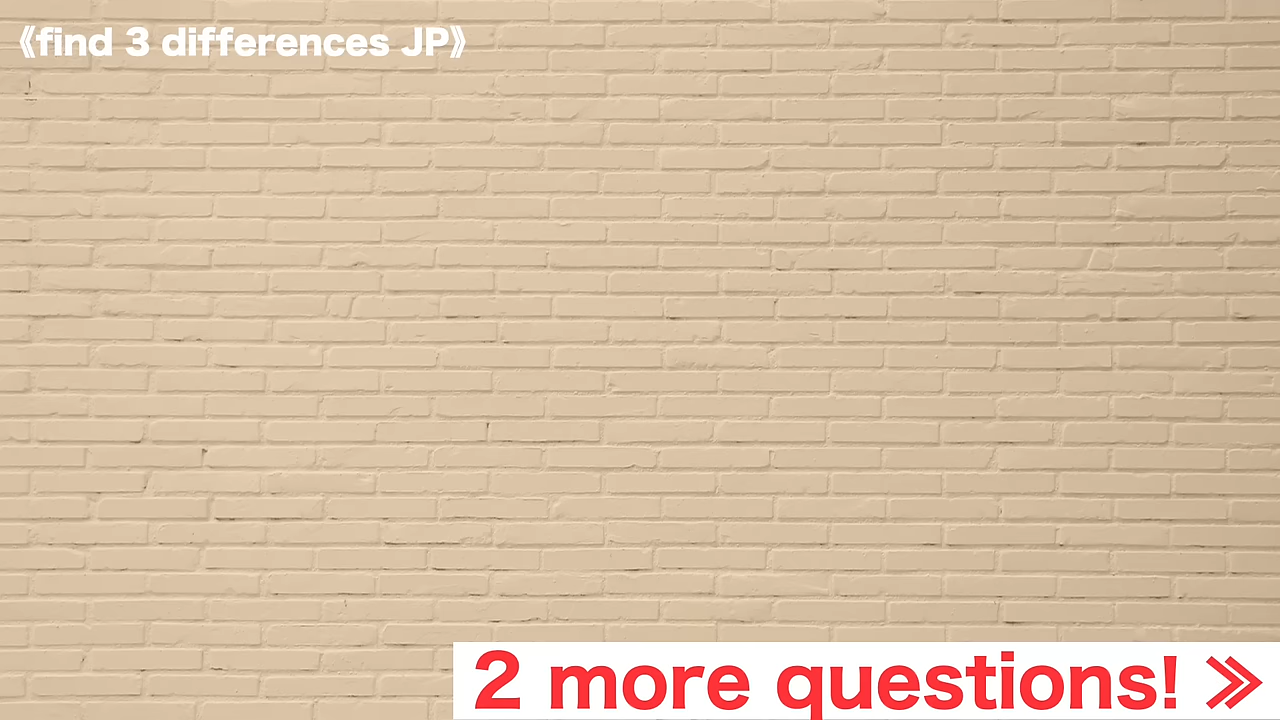 《find 3 differences JP》
2 more questions! ≫